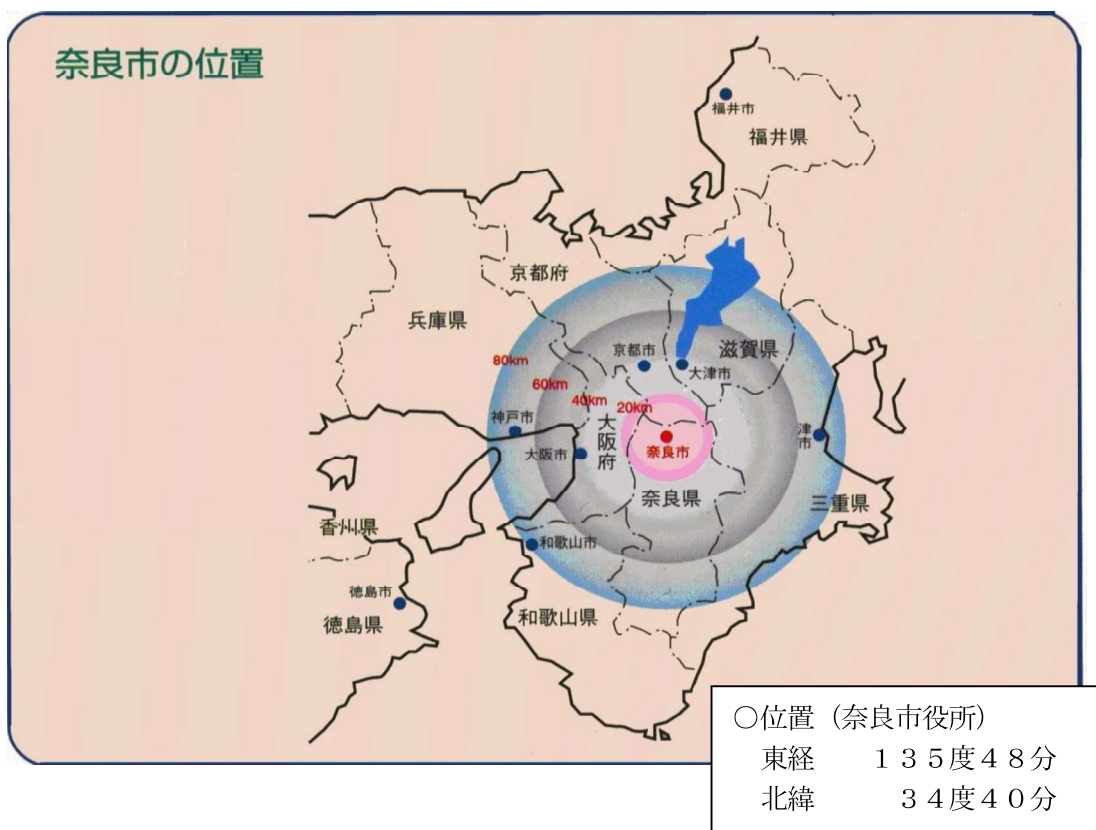 奈良市の位置
福井市
福井県
京都府
兵庫県
京都市
滋賀県
大津市
80km
60km
40km
20km
神戸市
大阪府
津市
大阪市
奈良市
奈良県
三重県
香州県
和歌山市
徳島市
和歌山県
徳島県
○位置（奈良市役所）
東経　　１３５度４８分
北緯　　　３４度４０分